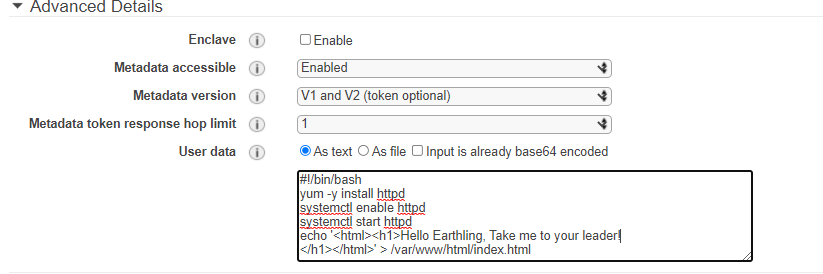 Advanced Details
Enclave i Enable
Metadata accessible i Enabled
Metadata version i V1 and V2 (token optional)
Metadata token response hop limit i 1
User data i As text As file Input is already base64 encoded
#!/bin/bash
yum -y install httpd
systemctl enable httpd
systemctl start httpd
echo '<html><h1>Hello Earthling, Take me to your leader!
</h1></html>' > /var/www/html/index.html